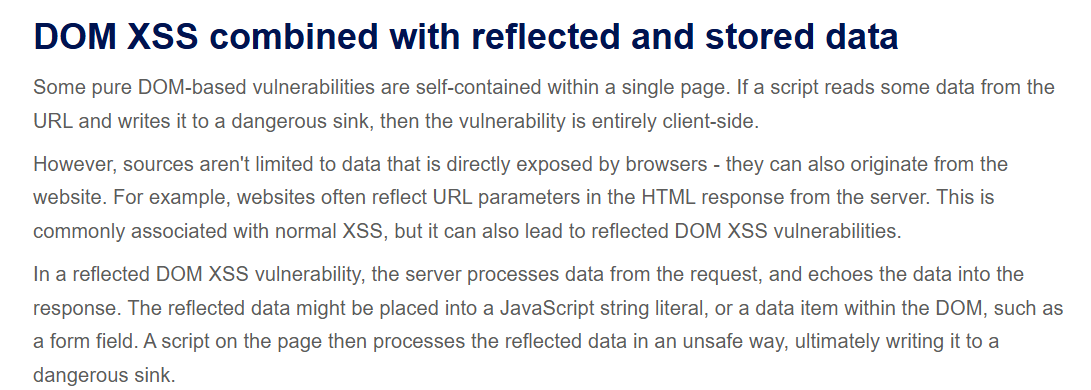 DOM XSS combined with reflected and stored data
Some pure DOM-based vulnerabilities are self-contained within a single page. If a script reads some data from the
URL and writes it to a dangerous sink, then the vulnerability is entirely client-side.
However, sources aren't limited to data that is directly exposed by browsers - they can also originate from the
website. For example, websites often reflect URL parameters in the HTML response from the server. This is
commonly associated with normal XSS, but it can also lead to reflected DOM XSS vulnerabilities.
In a reflected DOM XSS vulnerability, the server processes data from the request, and echoes the data into the
response. The reflected data might be placed into a JavaScript string literal, or a data item within the DOM, such as
a form field. A script on the page then processes the reflected data in an unsafe way, ultimately writing it to a
dangerous sink.